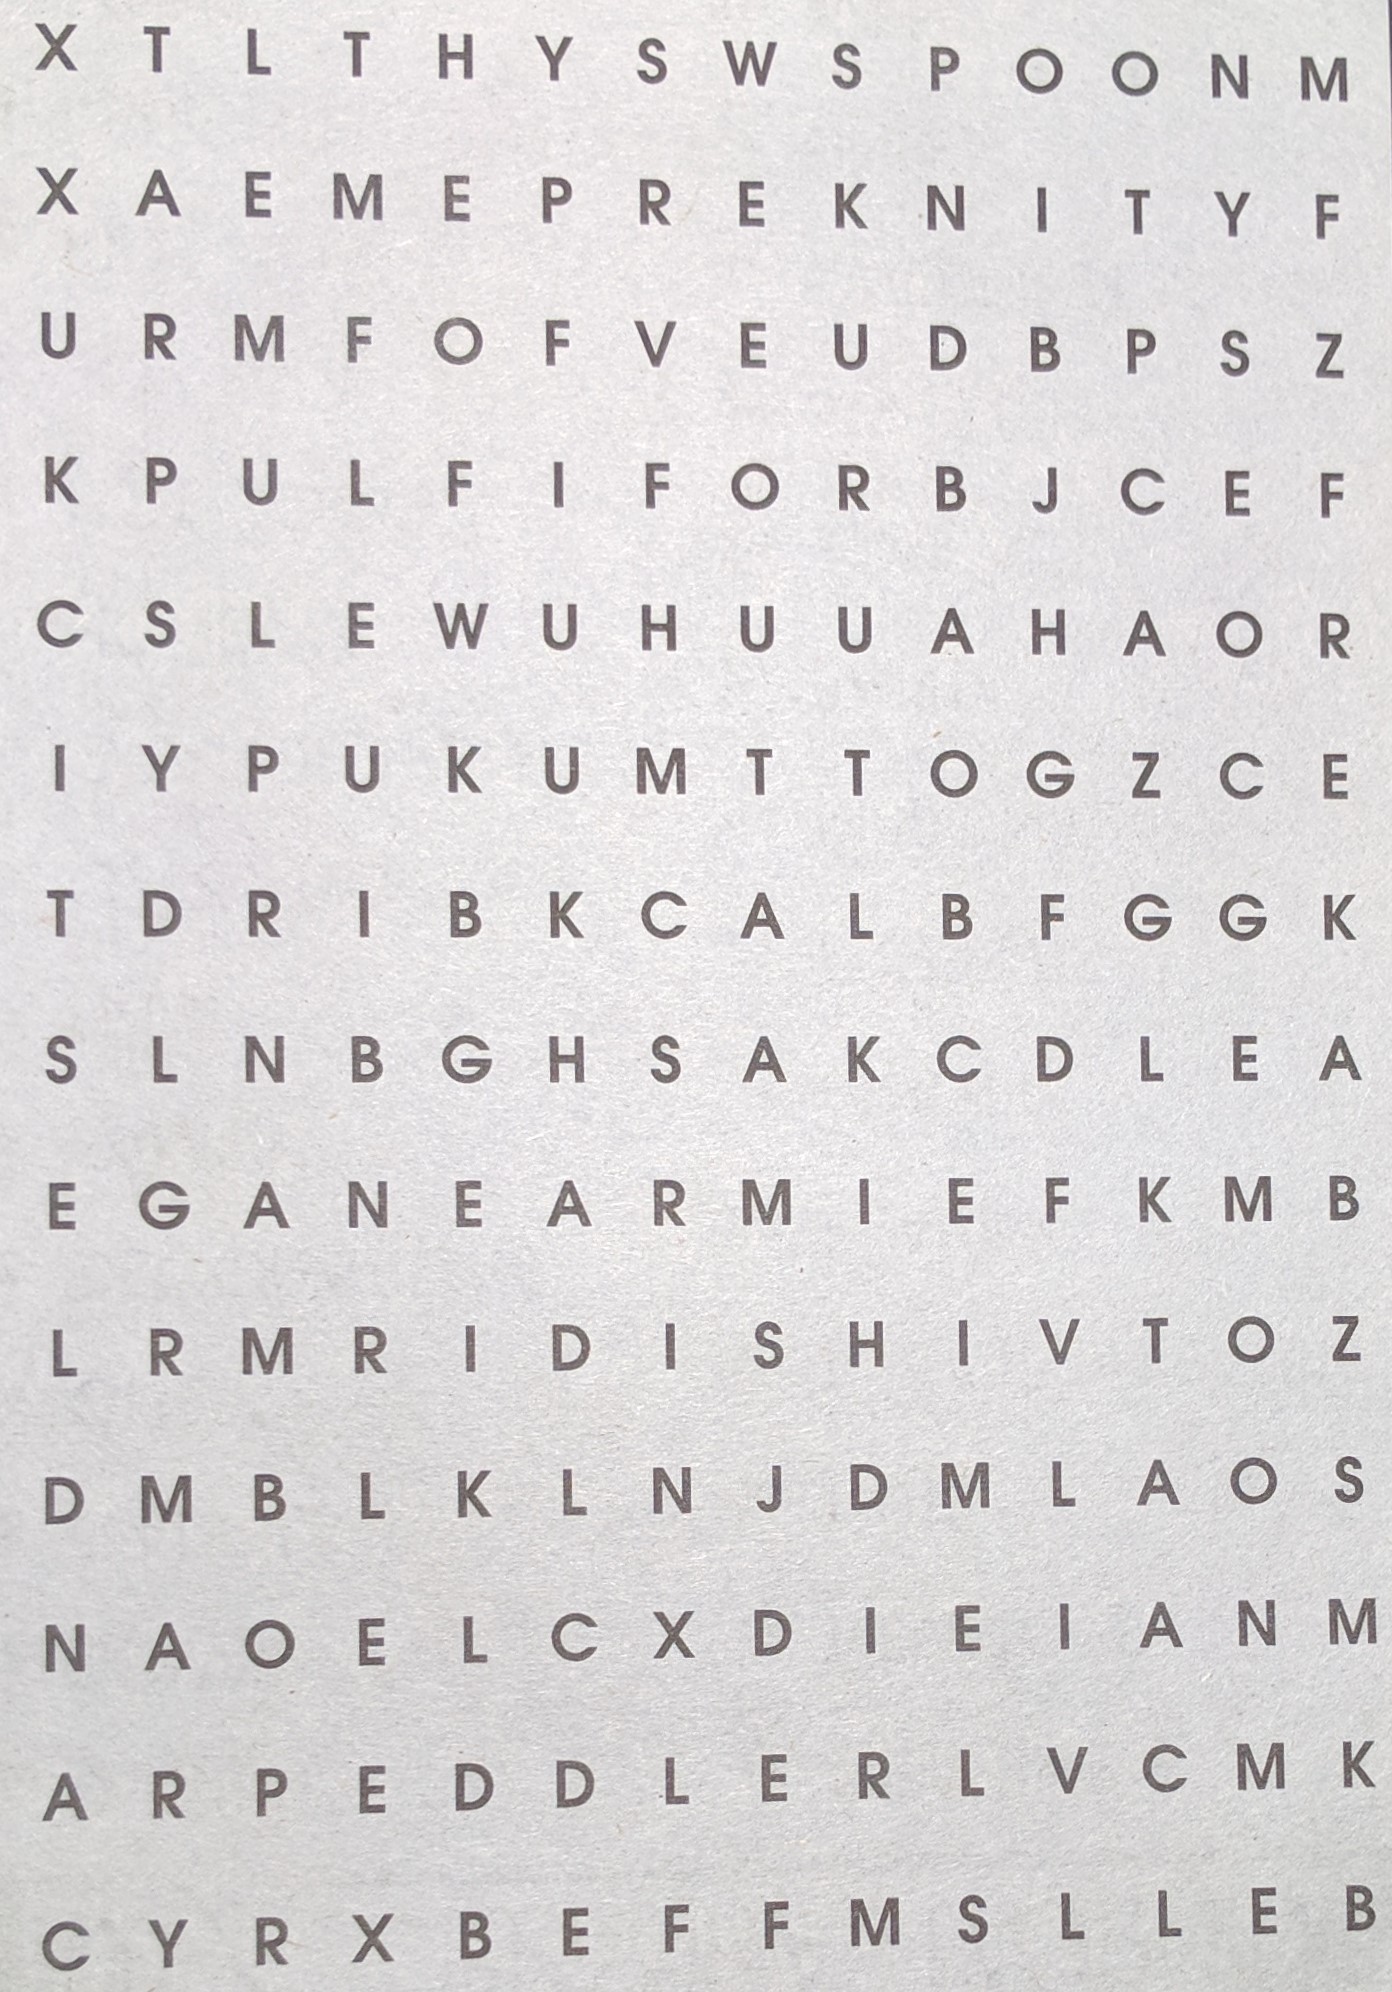 X T L T H Y S W S P O O N M
X A E M E P R E K N I T Y F
U R M F O F V E U D B P S Z
K P U L F I F O R B J C E F
C S L E W U H U U A H A O R
I Y P U K U M T T O G Z C E
T D R I B K C A L B F G G K
S L N B G H S A K C D L E A
E G A N E A R M I E F K M B
L R M R I D I S H I V T O Z
D M B L K L N J D M L A O S
N A O E L C X D I E I A N M
A R P E D D L E R L V C M K
C Y R X B E F F M S L L E B